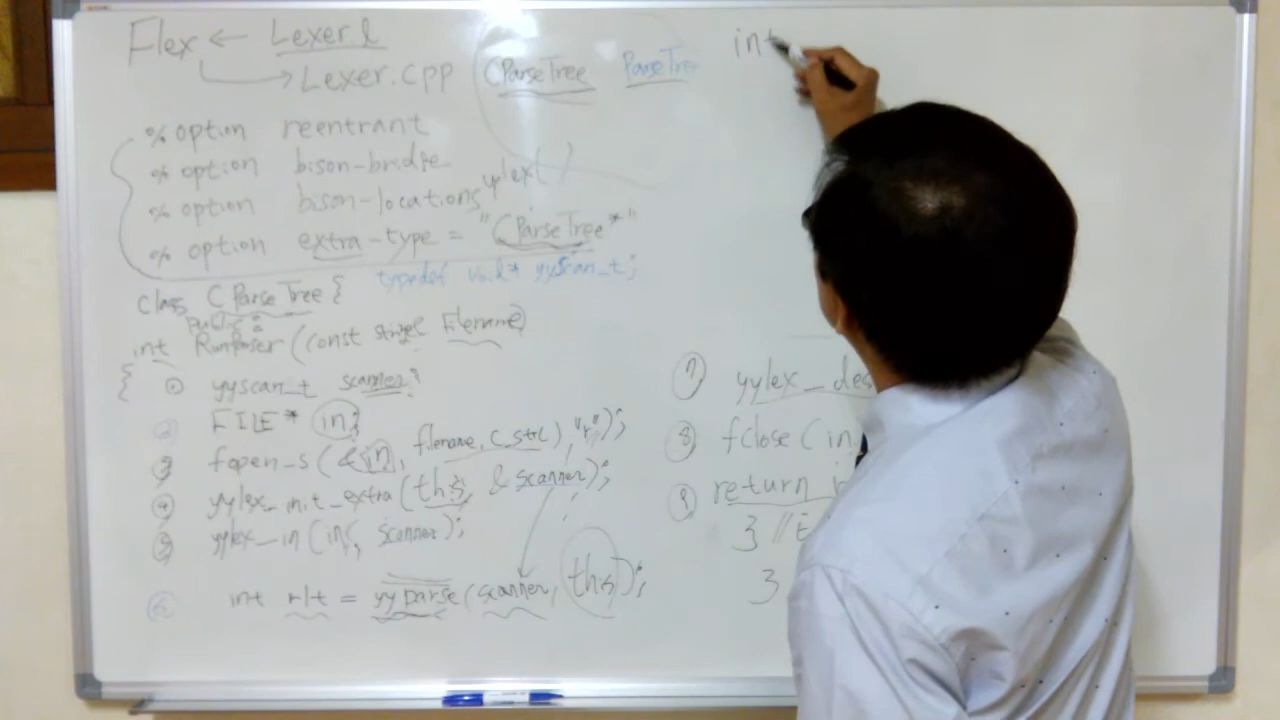 Flex ← Lexer.l
→ Lexer.cpp CParseTree ParseTre
int
% option reentrant
% option bison-bridge
% option bison-locations yylex( )
% option extra-type = "CParseTree*"
typedef void* yyscan_t;
class CParseTree {
public:
int RunParser (const string& Filename)
{
① yyscan_t scanner;
② FILE* in;
③ fopen_s (&in, filename.c_str(), "r");
④ yylex_init_extra (this, &scanner);
⑤ yylex_in (in, scanner);
⑥ int rlt = yyparse (scanner, this);
⑦ yylex_des
⑧ fclose (in
⑨ return
} //E
}